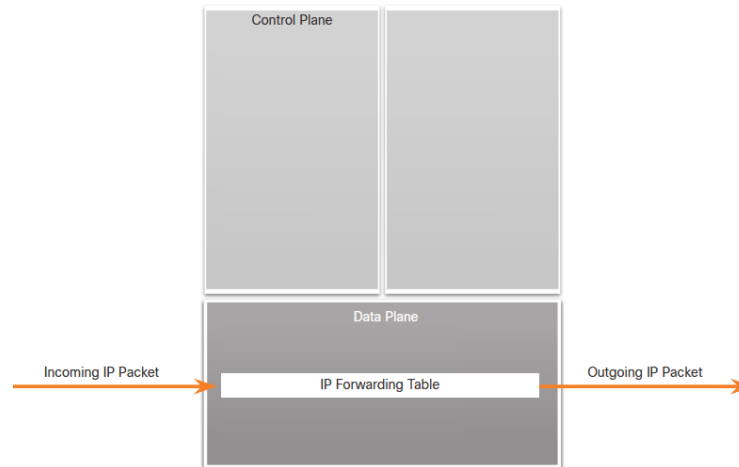 Control Plane
Data Plane
Incoming IP Packet
IP Forwarding Table
Outgoing IP Packet